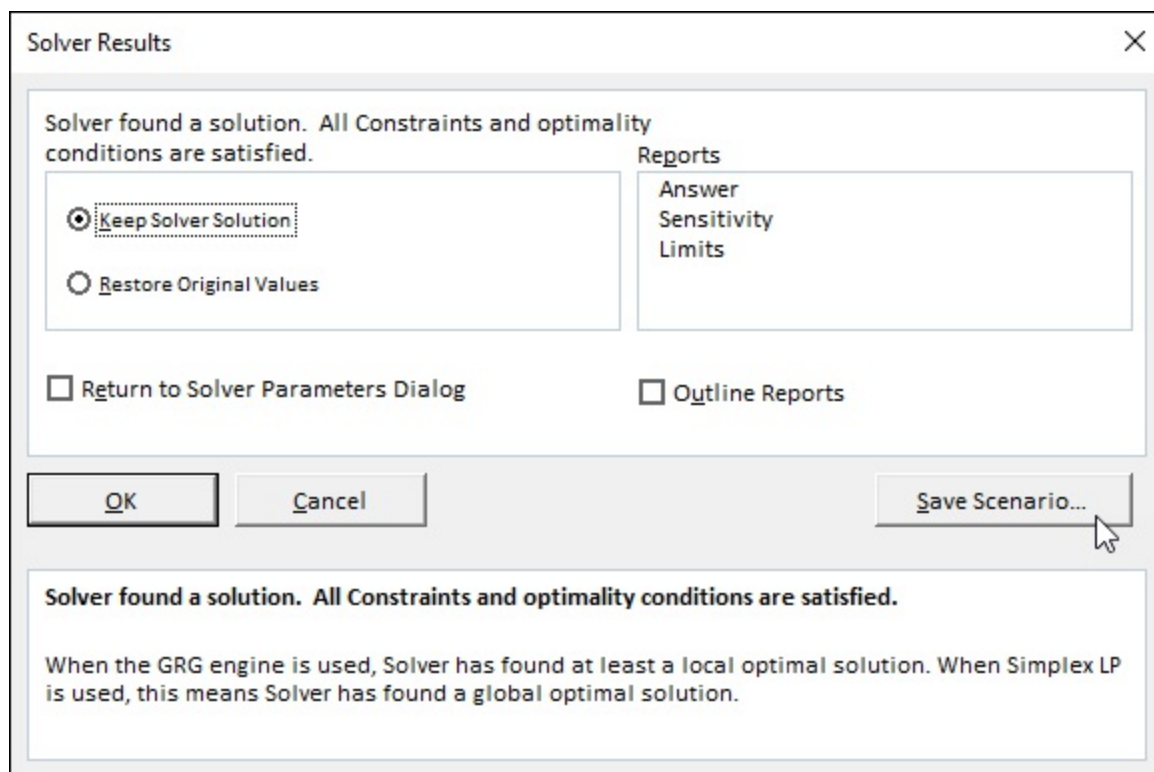 Solver Results
Solver found a solution.  All Constraints and optimality
conditions are satisfied.
Reports
Keep Solver Solution
Restore Original Values
Answer
Sensitivity
Limits
Return to Solver Parameters Dialog
Outline Reports
OK
Cancel
Save Scenario...
Solver found a solution.  All Constraints and optimality conditions are satisfied.
When the GRG engine is used, Solver has found at least a local optimal solution. When Simplex LP
is used, this means Solver has found a global optimal solution.